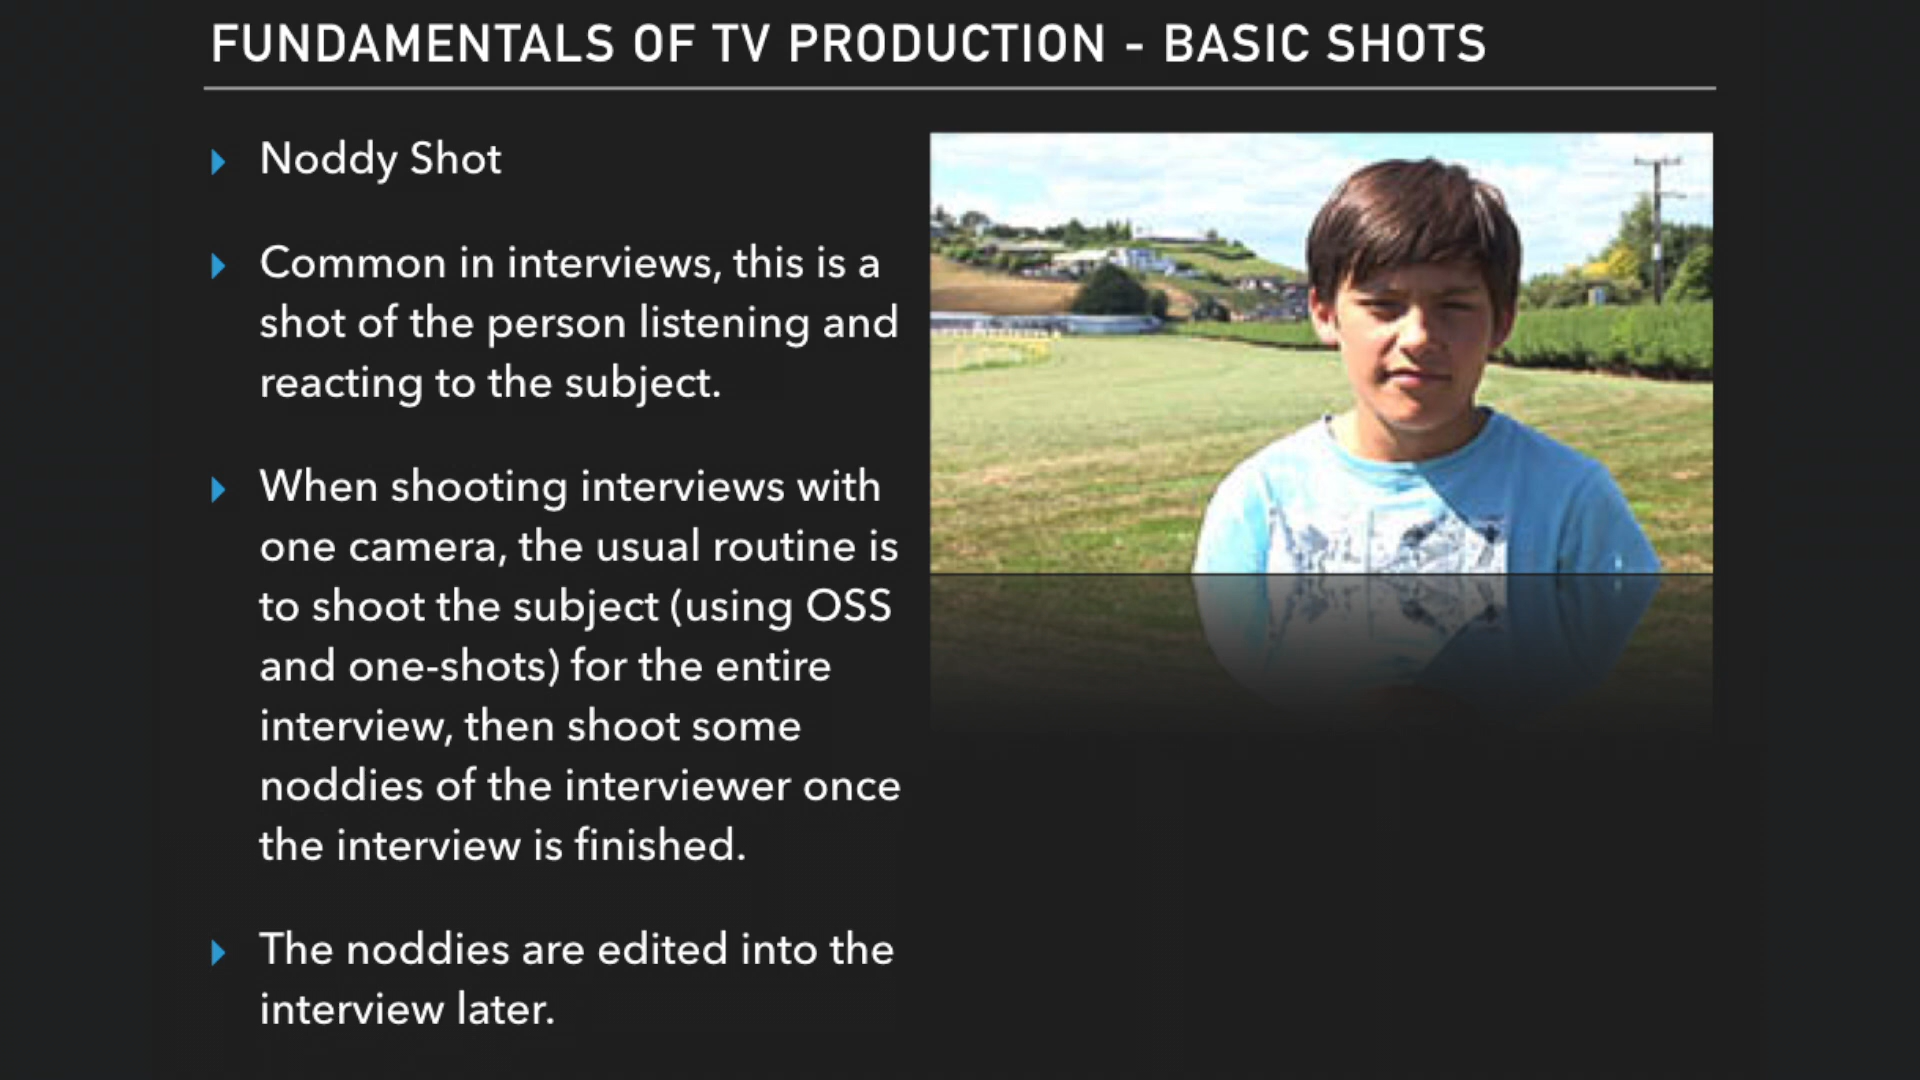 FUNDAMENTALS OF TV PRODUCTION - BASIC SHOTS
Noddy Shot
Common in interviews, this is a
shot of the person listening and
reacting to the subject.
When shooting interviews with
one camera, the usual routine is
to shoot the subject (using OSS
and one-shots) for the entire
interview, then shoot some
noddies of the interviewer once
the interview is finished.
The noddies are edited into the
interview later.